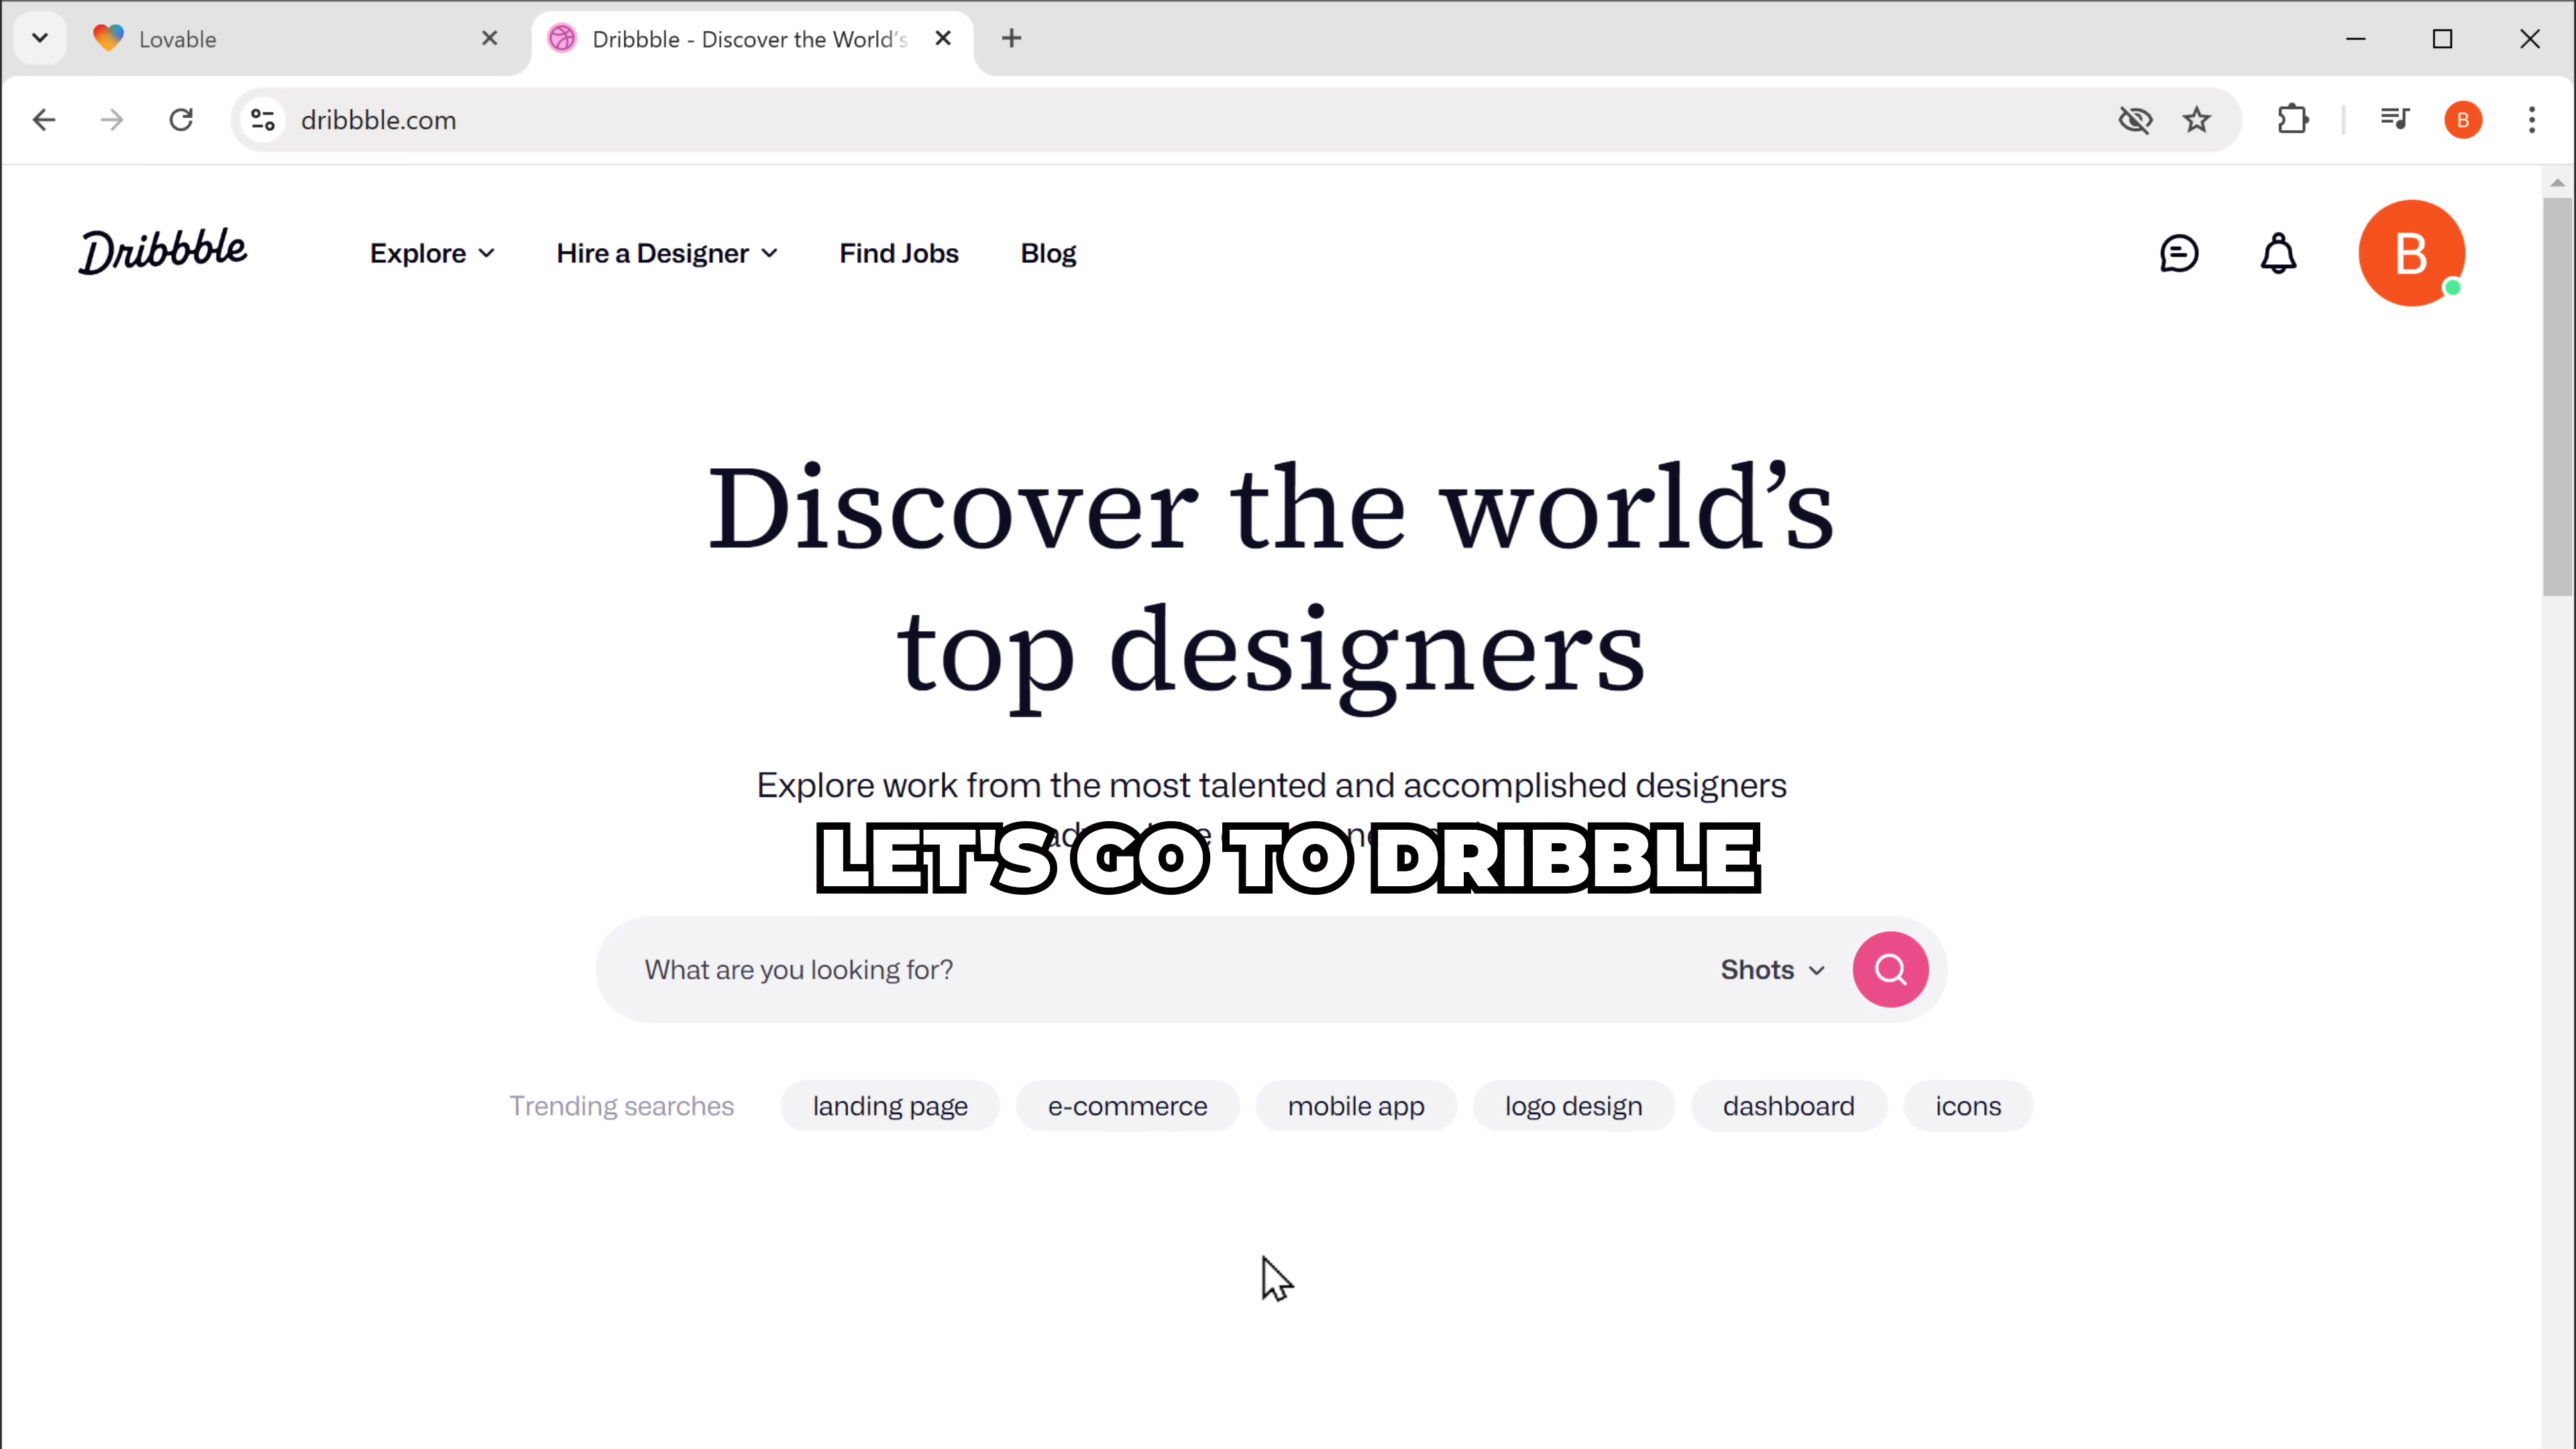 Lovable
Dribbble - Discover the World's
dribbble.com
B
Dribbble
Explore
Hire a Designer
Find Jobs
Blog
B
Discover the world’s
top designers
Explore work from the most talented and accomplished designers
LET'S GO TO DRIBBLE
What are you looking for?
Shots
Trending searches
landing page
e-commerce
mobile app
logo design
dashboard
icons